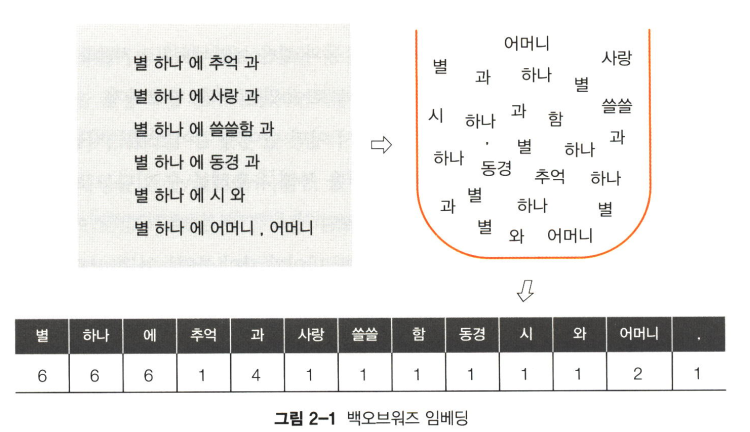 별 하나 에 추억 과
별 하나 에 사랑 과
별 하나 에 쓸쓸함 과
별 하나 에 동경 과
별 하나 에 시 와
별 하나 에 어머니 , 어머니
어머니
별 과 하나 별 사랑
시 하나 과 함 쓸쓸
하나 , 별 하나 과
동경 추억 하나
과 별 하나 별
별 와 어머니
별 하나 에 추억 과 사랑 쓸쓸 함 동경 시 와 어머니 .
6 6 6 1 4 1 1 1 1 1 1 2 1
그림 2-1 백오브워즈 임베딩